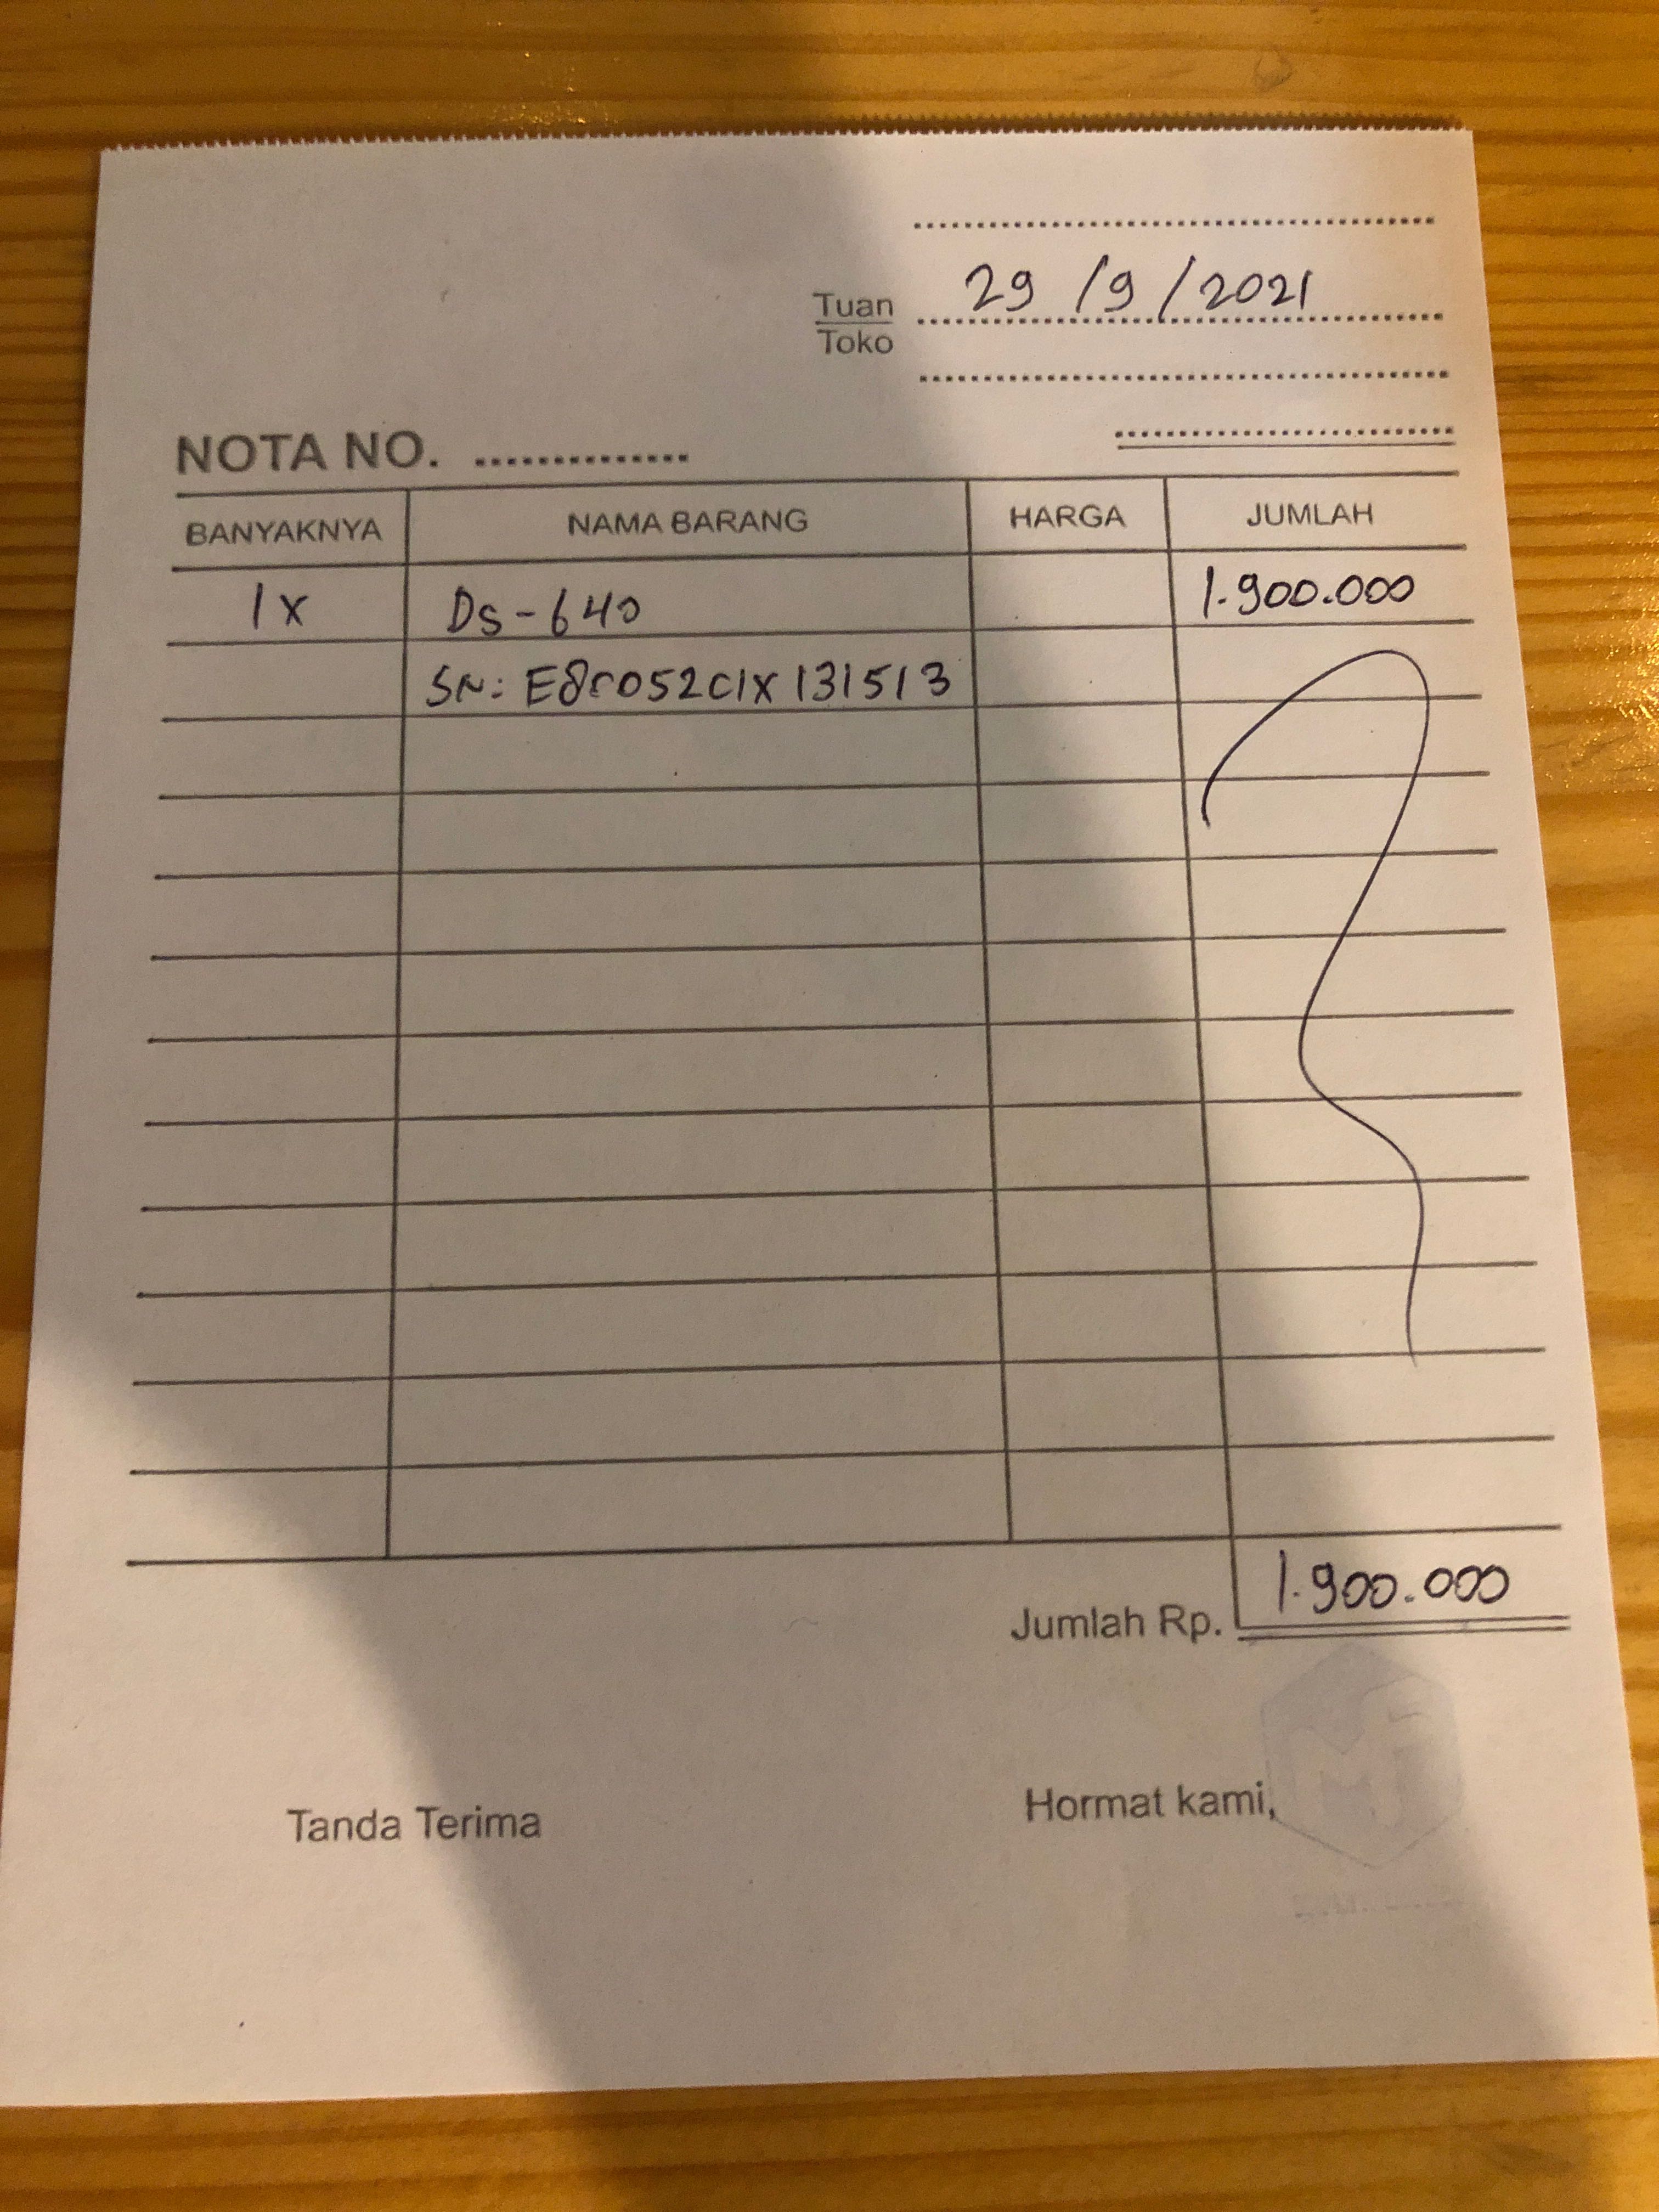 29/9/2021
Tuan
Toko
NOTA NO. ..............
BANYAKNYA NAMA BARANG HARGA JUMLAH
1x Ds-640 1.900.000
SN: E8C052C1X131513
Jumlah Rp. 1.900.000
Tanda Terima Hormat kami,